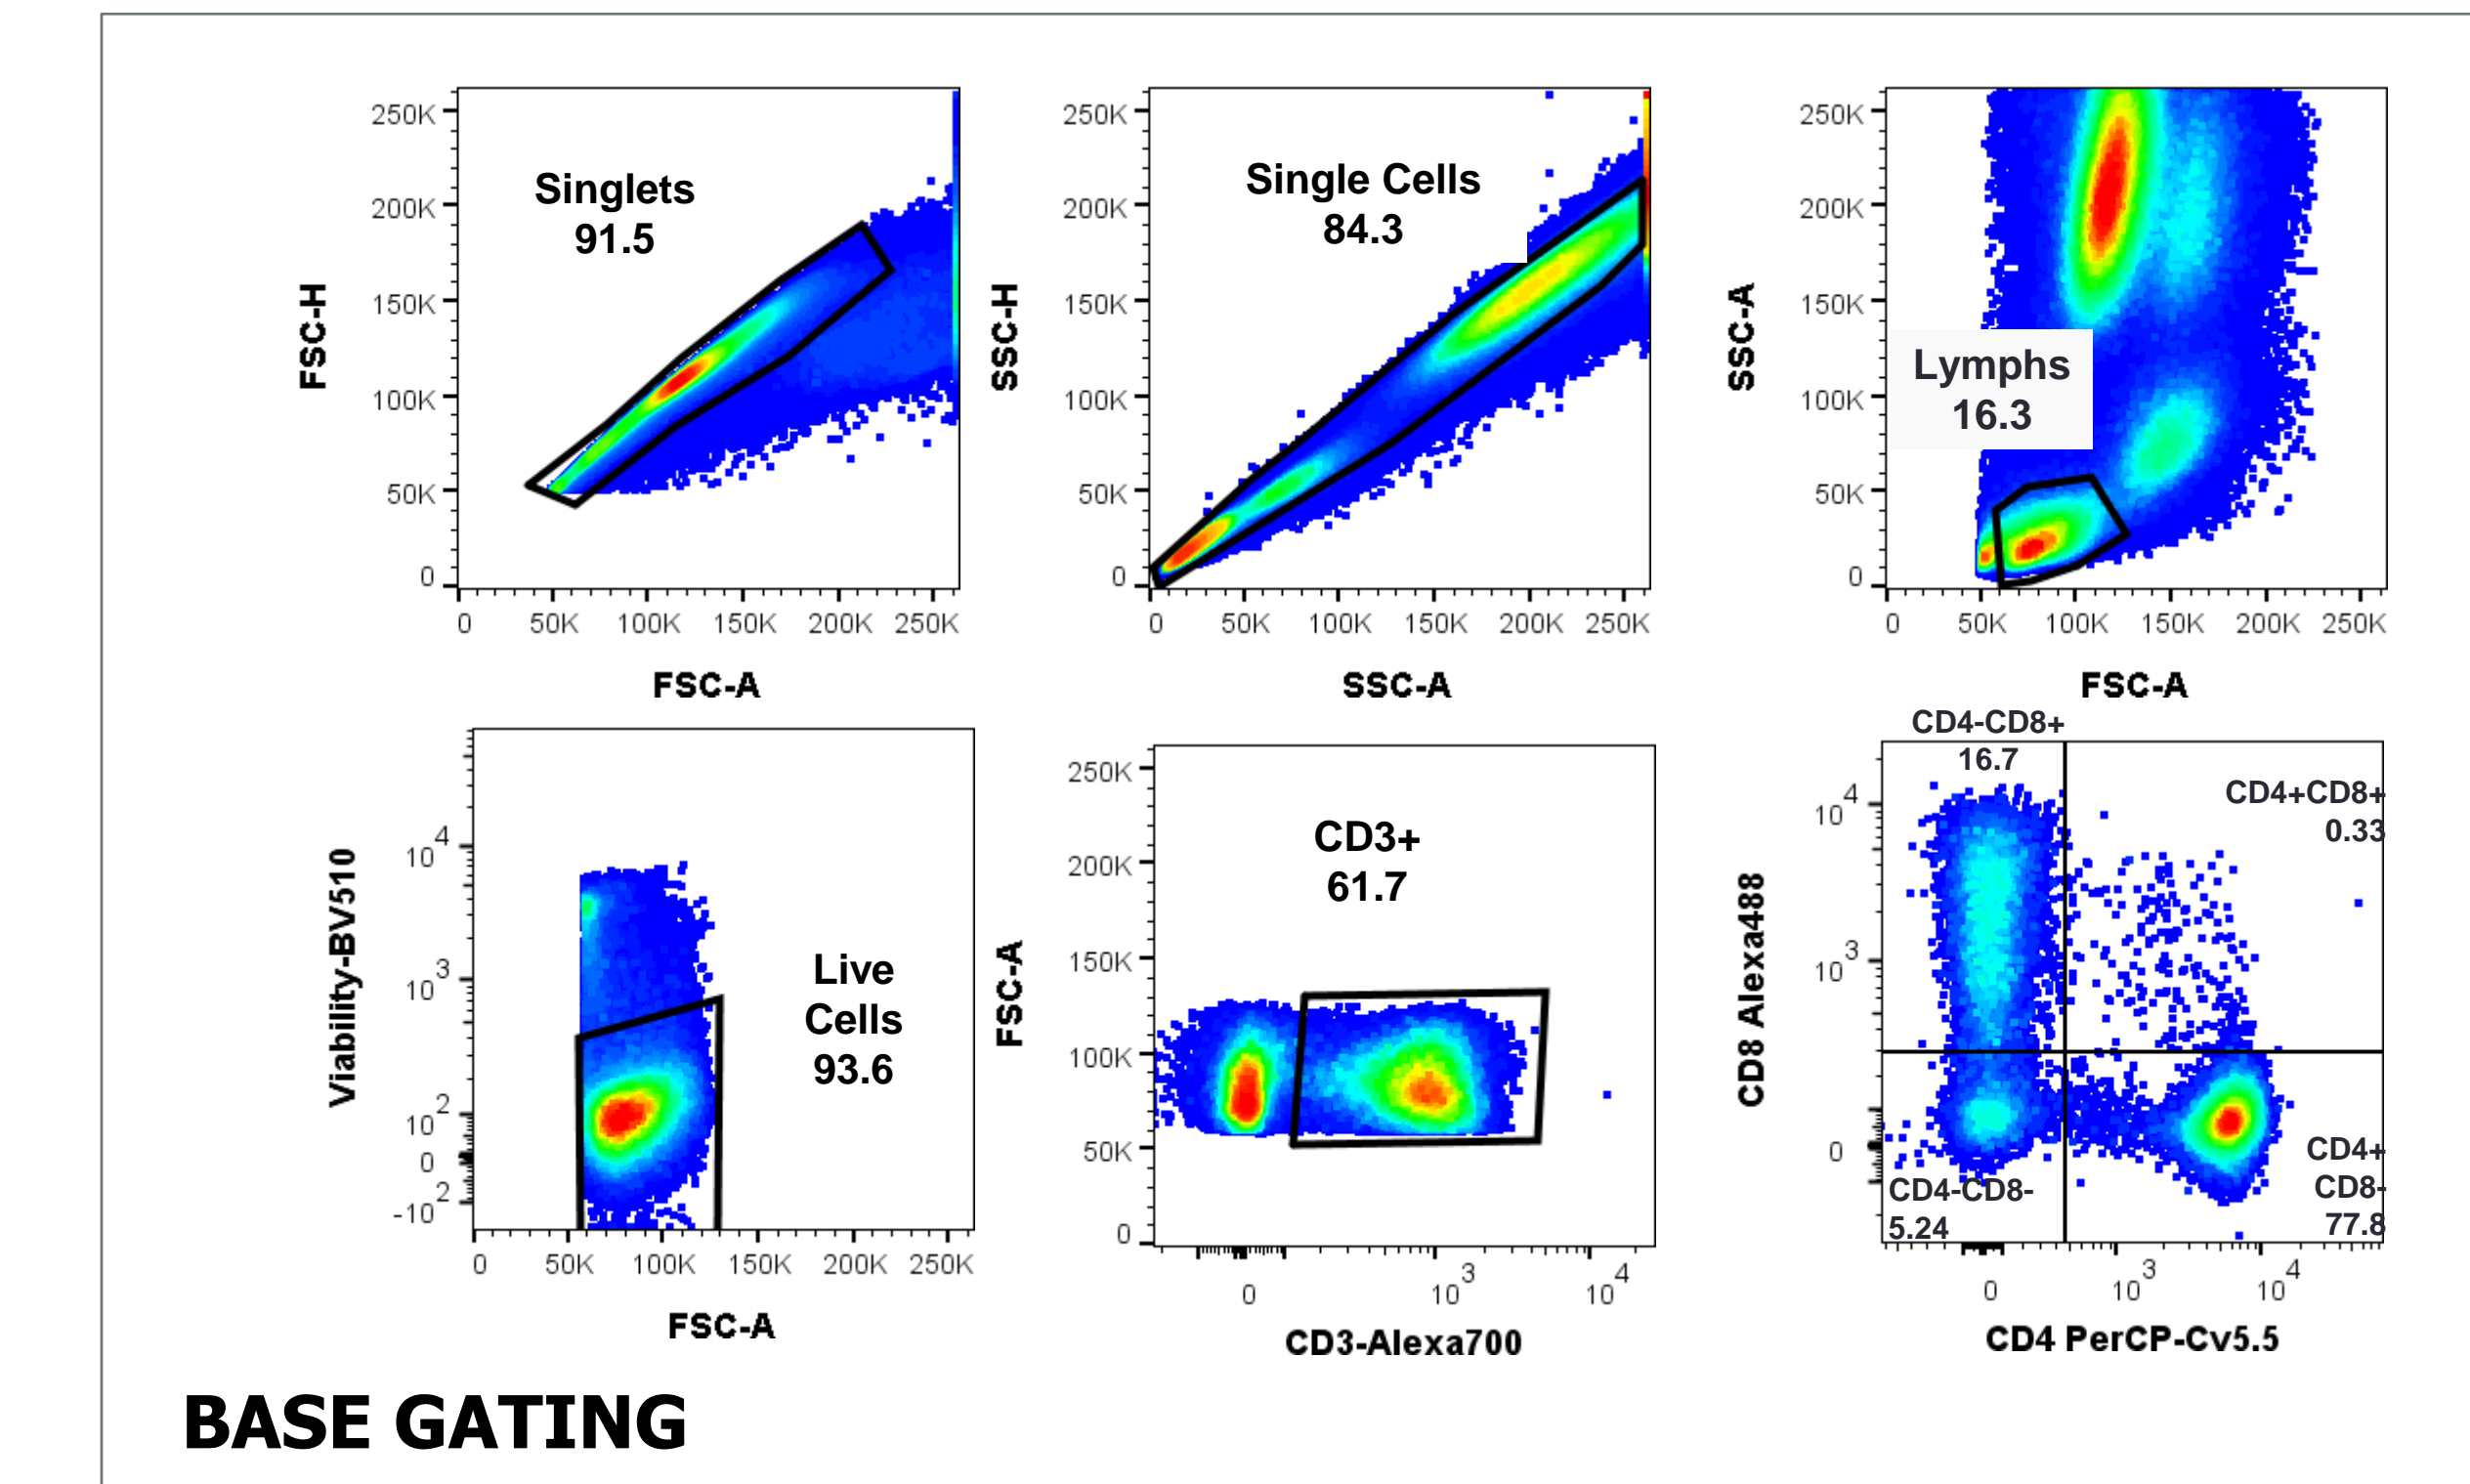 250K
200K
150K
100K
50K
0
FSC-H
Singlets
91.5
0 50K 100K 150K 200K 250K
FSC-A
250K
200K
150K
100K
50K
0
SSC-H
Single Cells
84.3
0 50K 100K 150K 200K 250K
SSC-A
250K
200K
150K
100K
50K
0
SSC-A
Lymphs
16.3
0 50K 100K 150K 200K 250K
FSC-A
Viability-BV510
10^4
10^3
10^2
0
-10^2
Live
Cells
93.6
0 50K 100K 150K 200K 250K
FSC-A
250K
200K
150K
100K
50K
0
FSC-A
CD3+
61.7
0 10^3 10^4
CD3-Alexa700
CD4-CD8+
16.7
CD4+CD8+
0.33
10^4
10^3
0
CD8 Alexa488
CD4-CD8-
5.24
CD4+
CD8-
77.8
0 10^3 10^4
CD4 PerCP-Cv5.5
BASE GATING